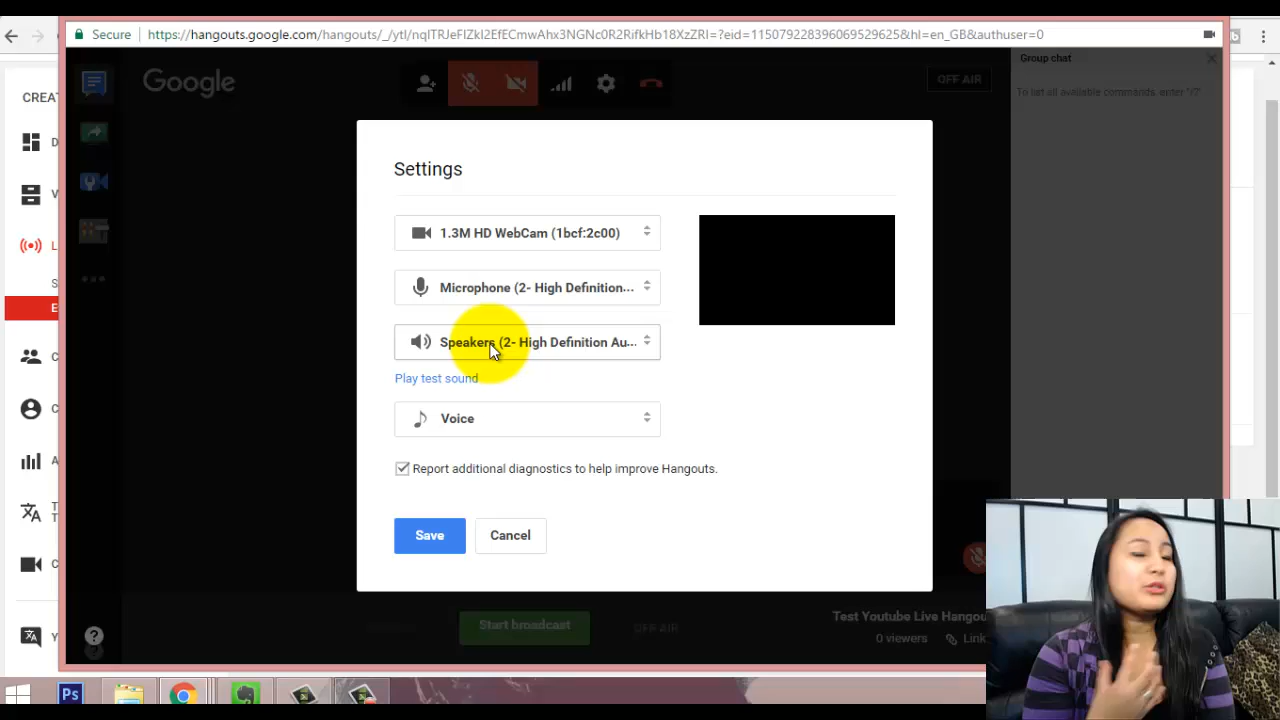 Secure
https://hangouts.google.com/hangouts/_/ytl/nqlTRJeFIZkl2EfECnwAhx3NGNc0R2RifkHb18XzZRI=?eid=115079228396069529625&hl=en_GB&authuser=0
CREAT
Google
OFF AIR
Group chat
To list all available commands, enter "/?"
Settings
1.3M HD WebCam (1bcf:2c00)
Microphone (2- High Definition...
Speakers (2- High Definition Au...
Play test sound
Voice
Report additional diagnostics to help improve Hangouts.
Save
Cancel
Start broadcast
OFF AIR
Test Youtube Live Hangou
0 viewers
Link
Ps